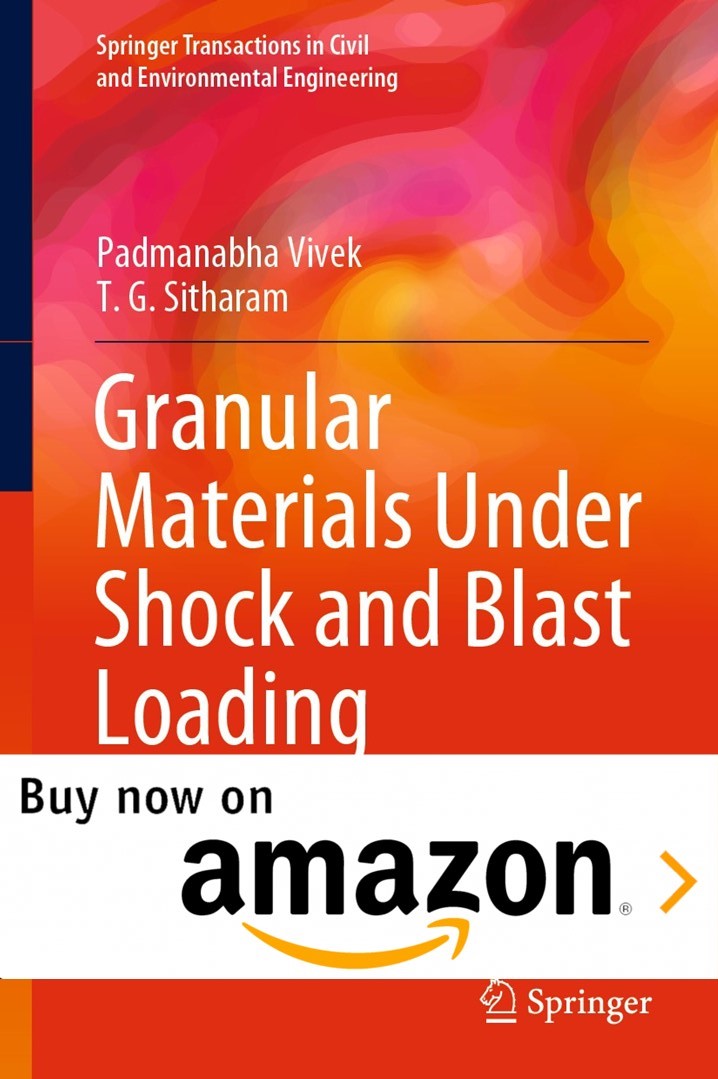 Springer Transactions in Civil
and Environmental Engineering
Padmanabha Vivek
T. G. Sitharam
Granular
Materials Under
Shock and Blast
Loading
Buy now on
amazon®
Springer